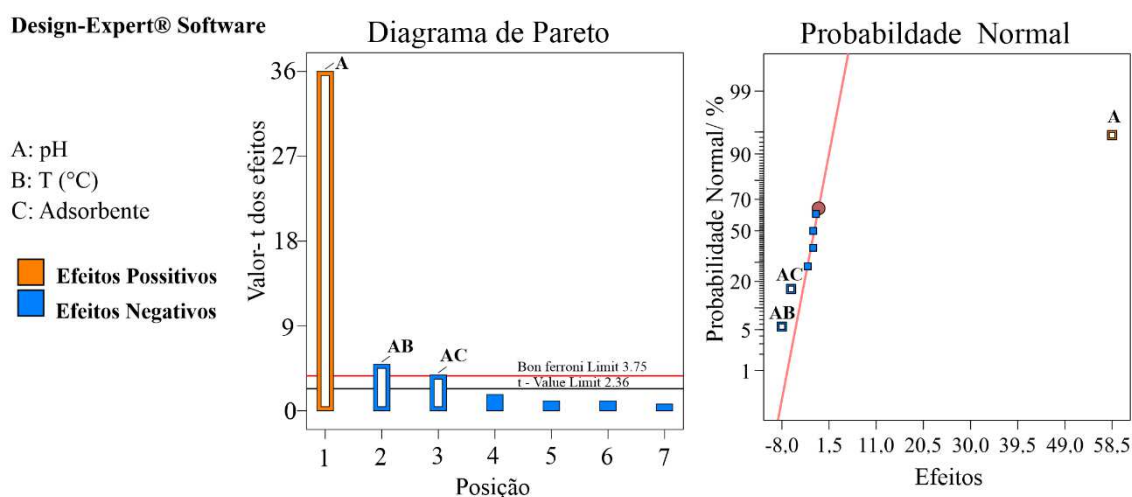 Design-Expert® Software
A: pH
B: T (°C)
C: Adsorbente
Efeitos Possitivos
Efeitos Negativos
Diagrama de Pareto
Valor- t dos efeitos
36
27
18
9
0
A
AB
AC
Bon ferroni Limit 3.75
t - Value Limit 2.36
1 2 3 4 5 6 7
Posição
Probabildade Normal
Probabilidade Normal/ %
99
90
70
50
20
5
1
A
AC
AB
-8,0 1,5 11,0 20,5 30,0 39,5 49,0 58,5
Efeitos